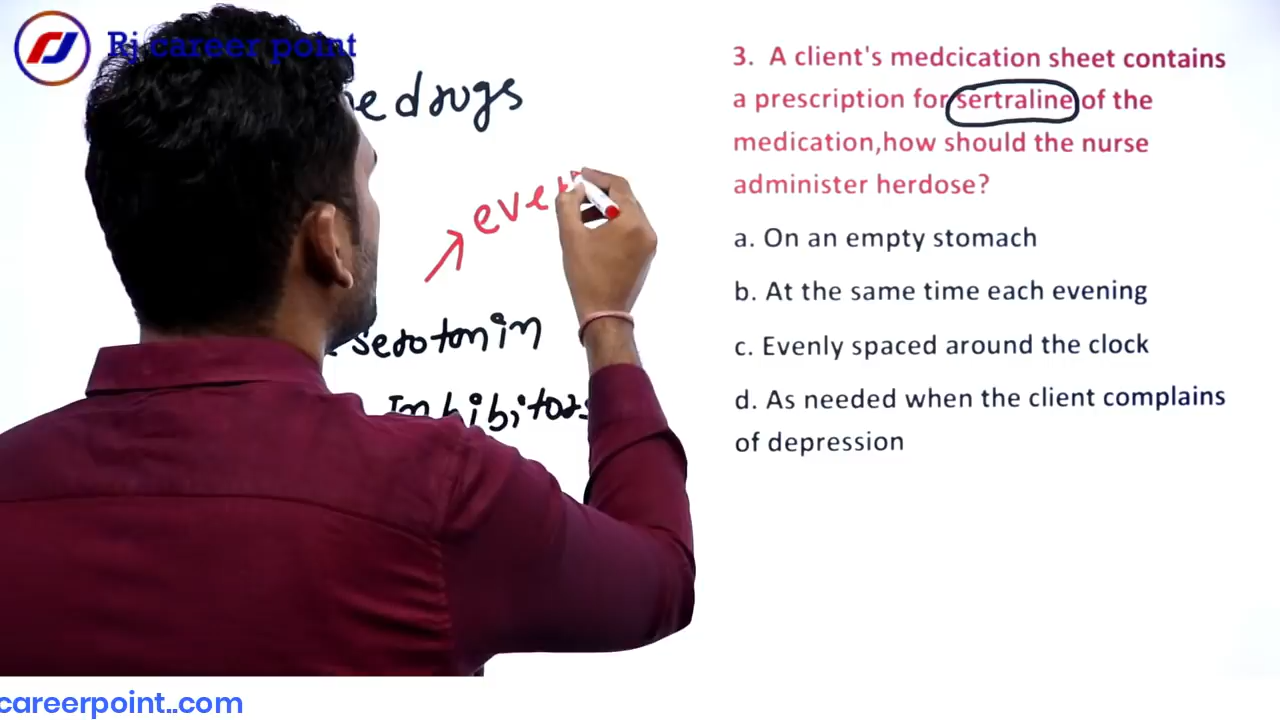 Rj career point
drugs
serotonin
Inhibitors
3. A client's medcication sheet contains
a prescription for sertraline of the
medication,how should the nurse
administer herdose?
a. On an empty stomach
b. At the same time each evening
c. Evenly spaced around the clock
d. As needed when the client complains
of depression
careerpoint..com